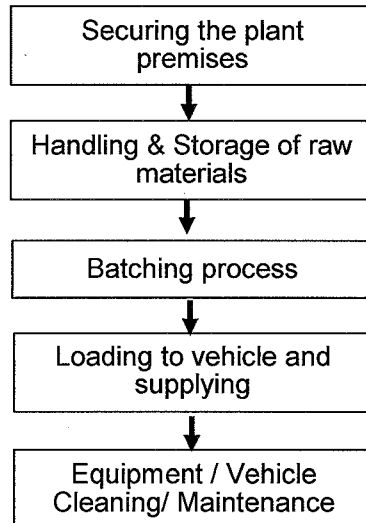 Securing the plant
premises
Handling & Storage of raw
materials
Batching process
Loading to vehicle and
supplying
Equipment / Vehicle
Cleaning/ Maintenance